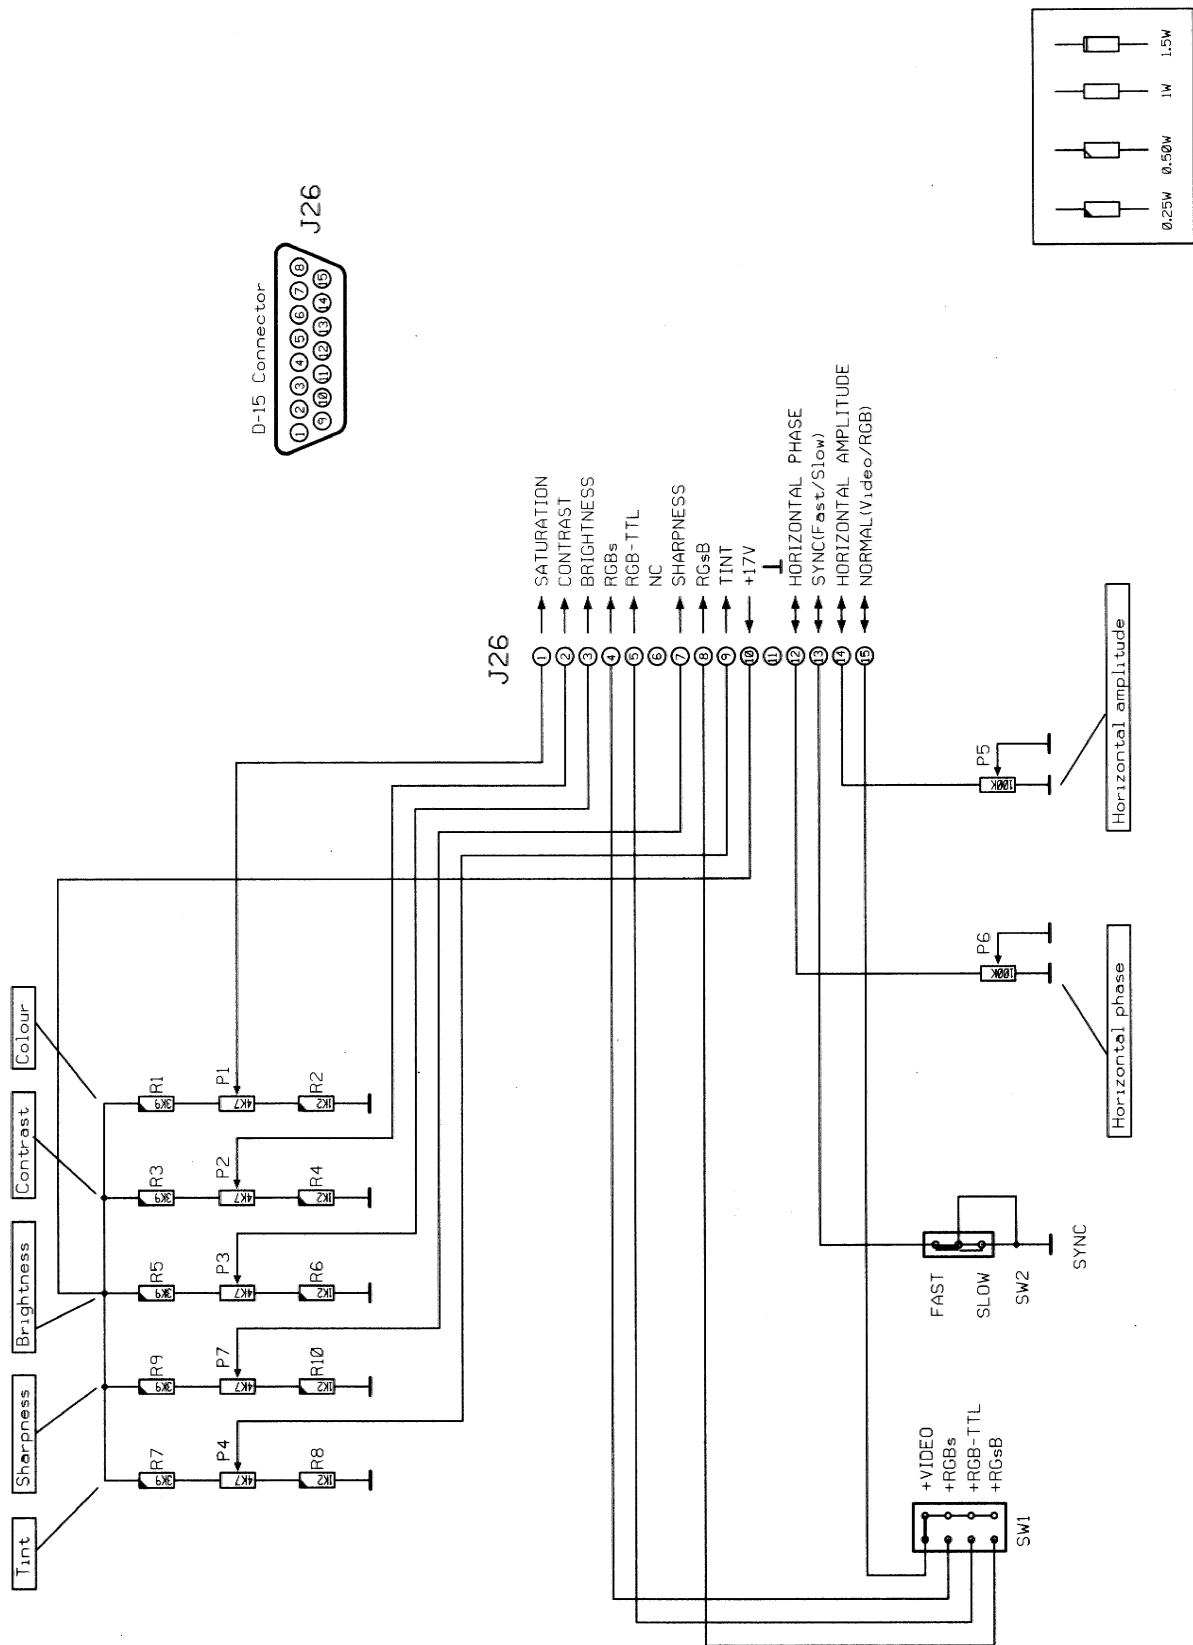 Tint
Sharpness
Brightness
Contrast
Colour
R7
3K9
P4
4K7
R8
1K2
R9
3K9
P7
4K7
R10
1K2
R5
3K9
P3
4K7
R6
1K2
R3
3K9
P2
4K7
R4
1K2
R1
3K9
P1
4K7
R2
1K2
D-15 Connector
J26
1 2 3 4 5 6 7 8
9 10 11 12 13 14 15
J26
1 SATURATION
2 CONTRAST
3 BRIGHTNESS
4 RGBs
5 RGB-TTL
6 NC
7 SHARPNESS
8 RGsB
9 TINT
10 +17V
11
12 HORIZONTAL PHASE
13 SYNC(Fast/Slow)
14 HORIZONTAL AMPLITUDE
15 NORMAL(Video/RGB)
+VIDEO
+RGBs
+RGB-TTL
+RGsB
SW1
FAST
SLOW
SW2
SYNC
P6
100K
Horizontal phase
P5
100K
Horizontal amplitude
0.25W 0.50W 1W 1.5W